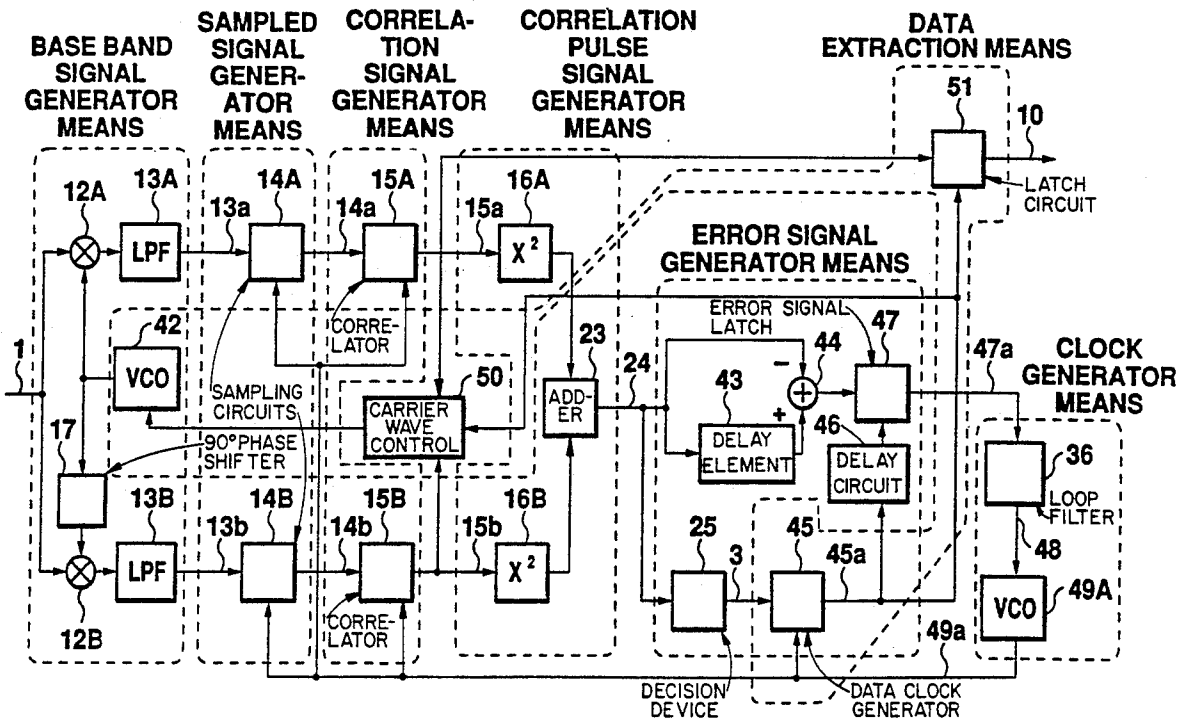 BASE BAND
SIGNAL
GENERATOR
MEANS
SAMPLED
SIGNAL
GENER-
ATOR
MEANS
CORRELA-
TION
SIGNAL
GENERATOR
MEANS
CORRELATION
PULSE
SIGNAL
GENERATOR
MEANS
DATA
EXTRACTION MEANS
51
10
LATCH
CIRCUIT
12A
13A
LPF
13a
14A
14a
15A
15a
16A
X²
ERROR SIGNAL
GENERATOR MEANS
ERROR SIGNAL
LATCH
CORRE-
LATOR
1
42
VCO
SAMPLING
CIRCUITS
50
CARRIER
WAVE
CONTROL
23
ADD-
ER
24
43
DELAY
ELEMENT
−
+
44
47
46
DELAY
CIRCUIT
47a
CLOCK
GENERATOR
MEANS
17
90° PHASE
SHIFTER
36
LOOP
FILTER
48
13B
LPF
13b
14B
14b
15B
15b
16B
X²
25
3
45
45a
VCO
49A
12B
CORRE-
LATOR
49a
DECISION
DEVICE
DATA CLOCK
GENERATOR